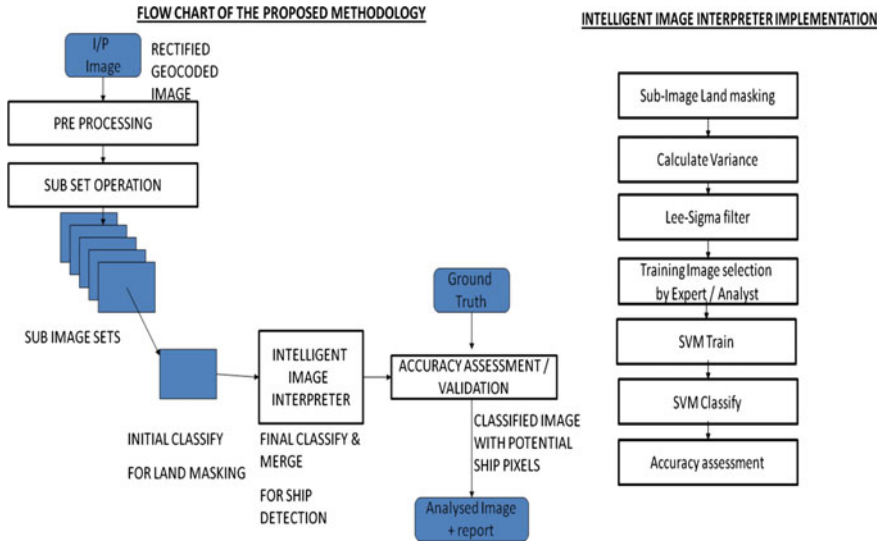 FLOW CHART OF THE PROPOSED METHODOLOGY
I/P
Image
RECTIFIED
GEOCODED
IMAGE
PRE PROCESSING
SUB SET OPERATION
SUB IMAGE SETS
INITIAL CLASSIFY
FOR LAND MASKING
INTELLIGENT
IMAGE
INTERPRETER
FINAL CLASSIFY &
MERGE
FOR SHIP
DETECTION
Ground
Truth
ACCURACY ASSESSMENT /
VALIDATION
CLASSIFIED IMAGE
WITH POTENTIAL
SHIP PIXELS
Analysed Image
+ report
INTELLIGENT IMAGE INTERPRETER IMPLEMENTATION
Sub-Image Land masking
Calculate Variance
Lee-Sigma filter
Training Image selection
by Expert / Analyst
SVM Train
SVM Classify
Accuracy assessment